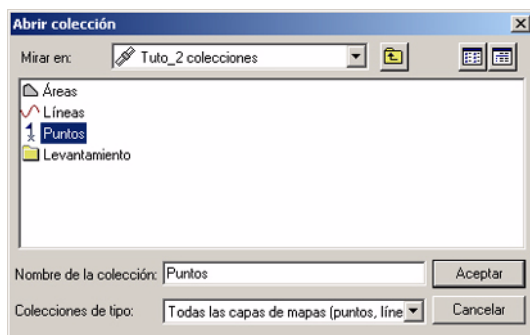 Abrir colección
Mirar en: Tuto_2 colecciones
Áreas
Líneas
Puntos
Levantamiento
Nombre de la colección: Puntos Aceptar
Colecciones de tipo: Todas las capas de mapas (puntos, líne Cancelar